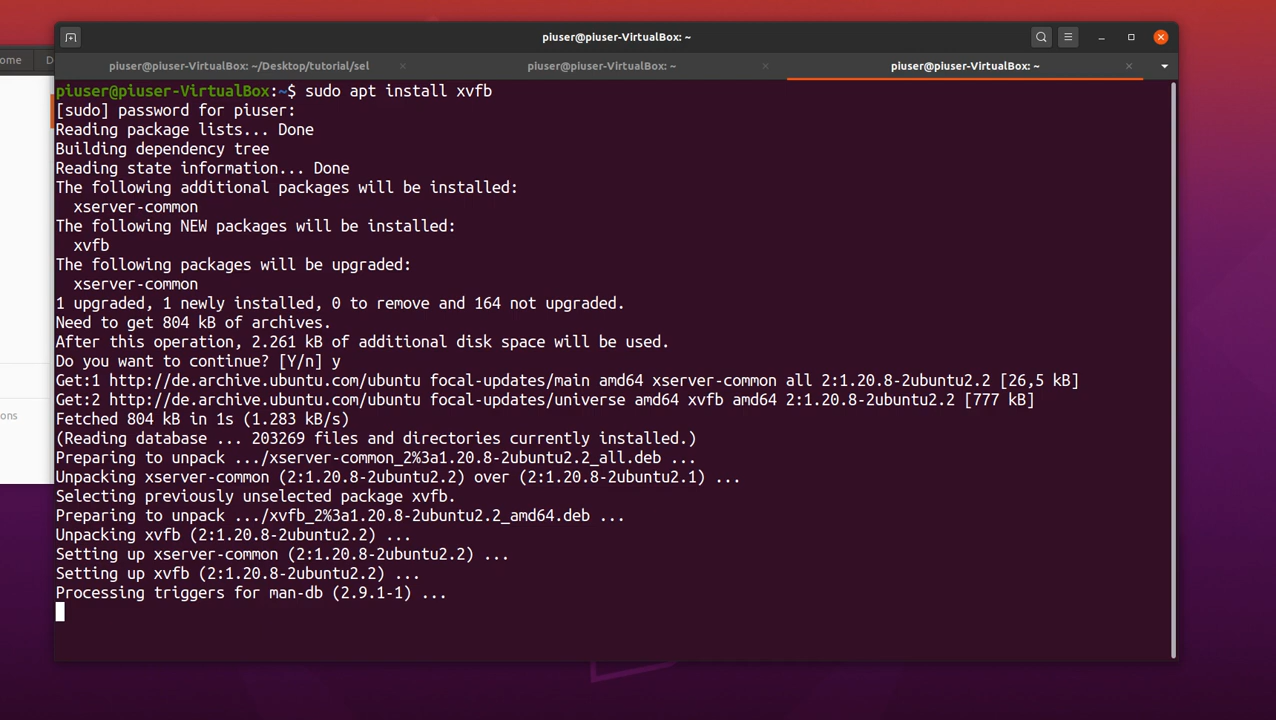 piuser@piuser-VirtualBox: ~
ome
D
piuser@piuser-VirtualBox: ~/Desktop/tutorial/sel
piuser@piuser-VirtualBox: ~
piuser@piuser-VirtualBox: ~
piuser@piuser-VirtualBox:~$ sudo apt install xvfb
[sudo] password for piuser:
Reading package lists... Done
Building dependency tree
Reading state information... Done
The following additional packages will be installed:
xserver-common
The following NEW packages will be installed:
xvfb
The following packages will be upgraded:
xserver-common
1 upgraded, 1 newly installed, 0 to remove and 164 not upgraded.
Need to get 804 kB of archives.
After this operation, 2.261 kB of additional disk space will be used.
Do you want to continue? [Y/n] y
Get:1 http://de.archive.ubuntu.com/ubuntu focal-updates/main amd64 xserver-common all 2:1.20.8-2ubuntu2.2 [26,5 kB]
Get:2 http://de.archive.ubuntu.com/ubuntu focal-updates/universe amd64 xvfb amd64 2:1.20.8-2ubuntu2.2 [777 kB]
ons
Fetched 804 kB in 1s (1.283 kB/s)
(Reading database ... 203269 files and directories currently installed.)
Preparing to unpack .../xserver-common_2%3a1.20.8-2ubuntu2.2_all.deb ...
Unpacking xserver-common (2:1.20.8-2ubuntu2.2) over (2:1.20.8-2ubuntu2.1) ...
Selecting previously unselected package xvfb.
Preparing to unpack .../xvfb_2%3a1.20.8-2ubuntu2.2_amd64.deb ...
Unpacking xvfb (2:1.20.8-2ubuntu2.2) ...
Setting up xserver-common (2:1.20.8-2ubuntu2.2) ...
Setting up xvfb (2:1.20.8-2ubuntu2.2) ...
Processing triggers for man-db (2.9.1-1) ...